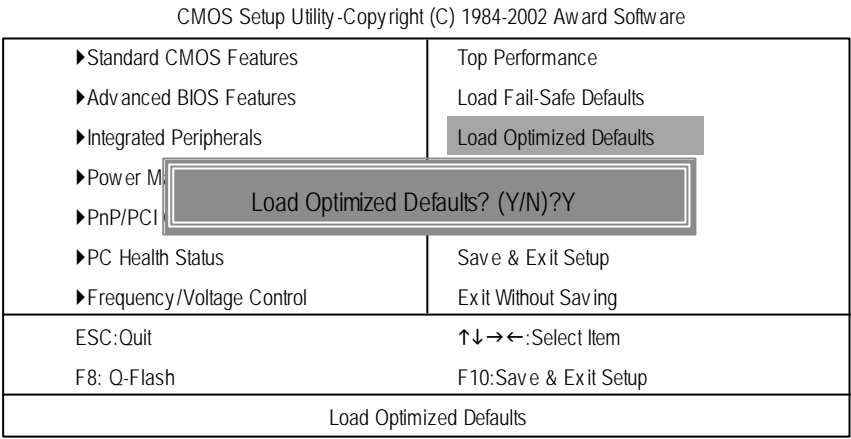 CMOS Setup Utility-Copyright (C) 1984-2002 Award Software
▶Standard CMOS Features Top Performance
▶Advanced BIOS Features Load Fail-Safe Defaults
▶Integrated Peripherals Load Optimized Defaults
▶Power
Load Optimized Defaults? (Y/N)?Y
▶PnP/PCI
▶PC Health Status Save & Exit Setup
▶Frequency/Voltage Control Exit Without Saving
ESC:Quit ↑↓→←:Select Item
F8: Q-Flash F10:Save & Exit Setup
Load Optimized Defaults